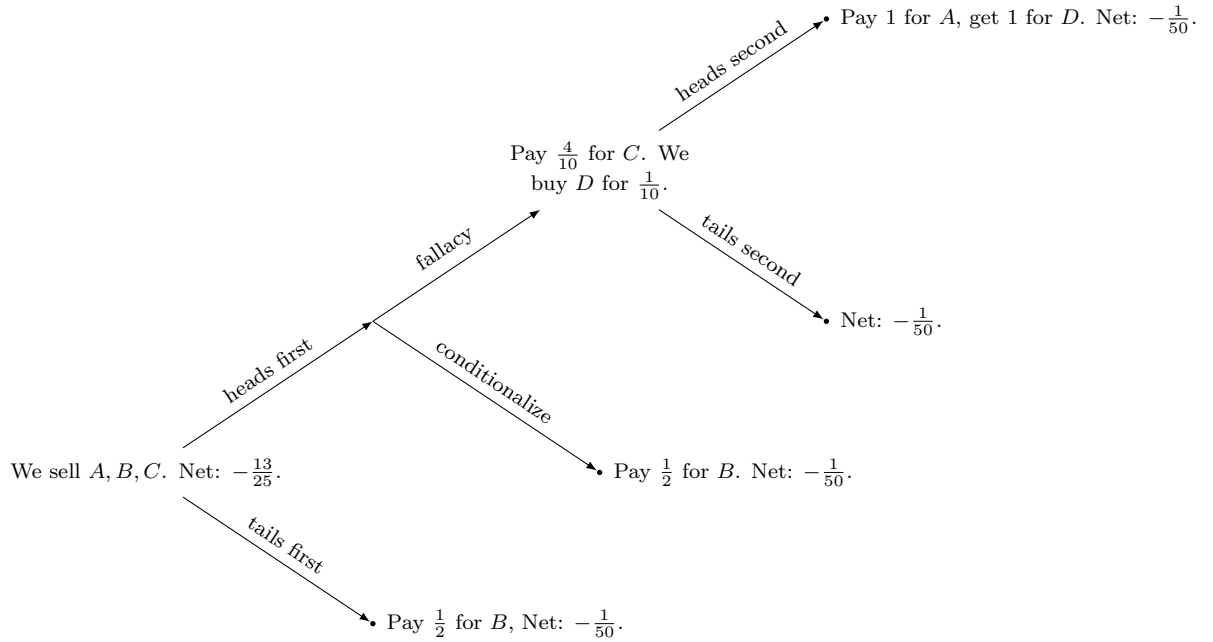 Pay 1 for A, get 1 for D. Net: −1/50.
heads second
Pay 4/10 for C. We
buy D for 1/10.
tails second
fallacy
Net: −1/50.
heads first
conditionalize
We sell A, B, C. Net: −13/25.
Pay 1/2 for B. Net: −1/50.
tails first
Pay 1/2 for B, Net: −1/50.